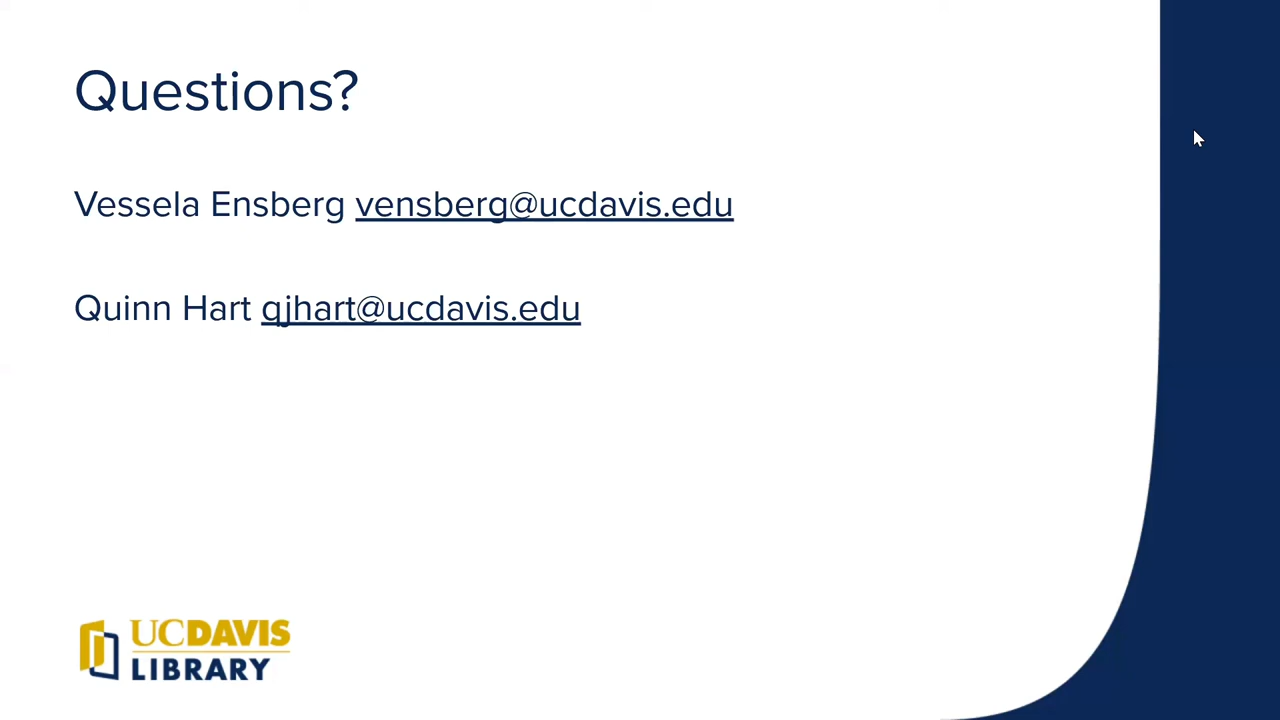 Questions?
Vessela Ensberg vensberg@ucdavis.edu
Quinn Hart qjhart@ucdavis.edu
UCDAVIS
LIBRARY